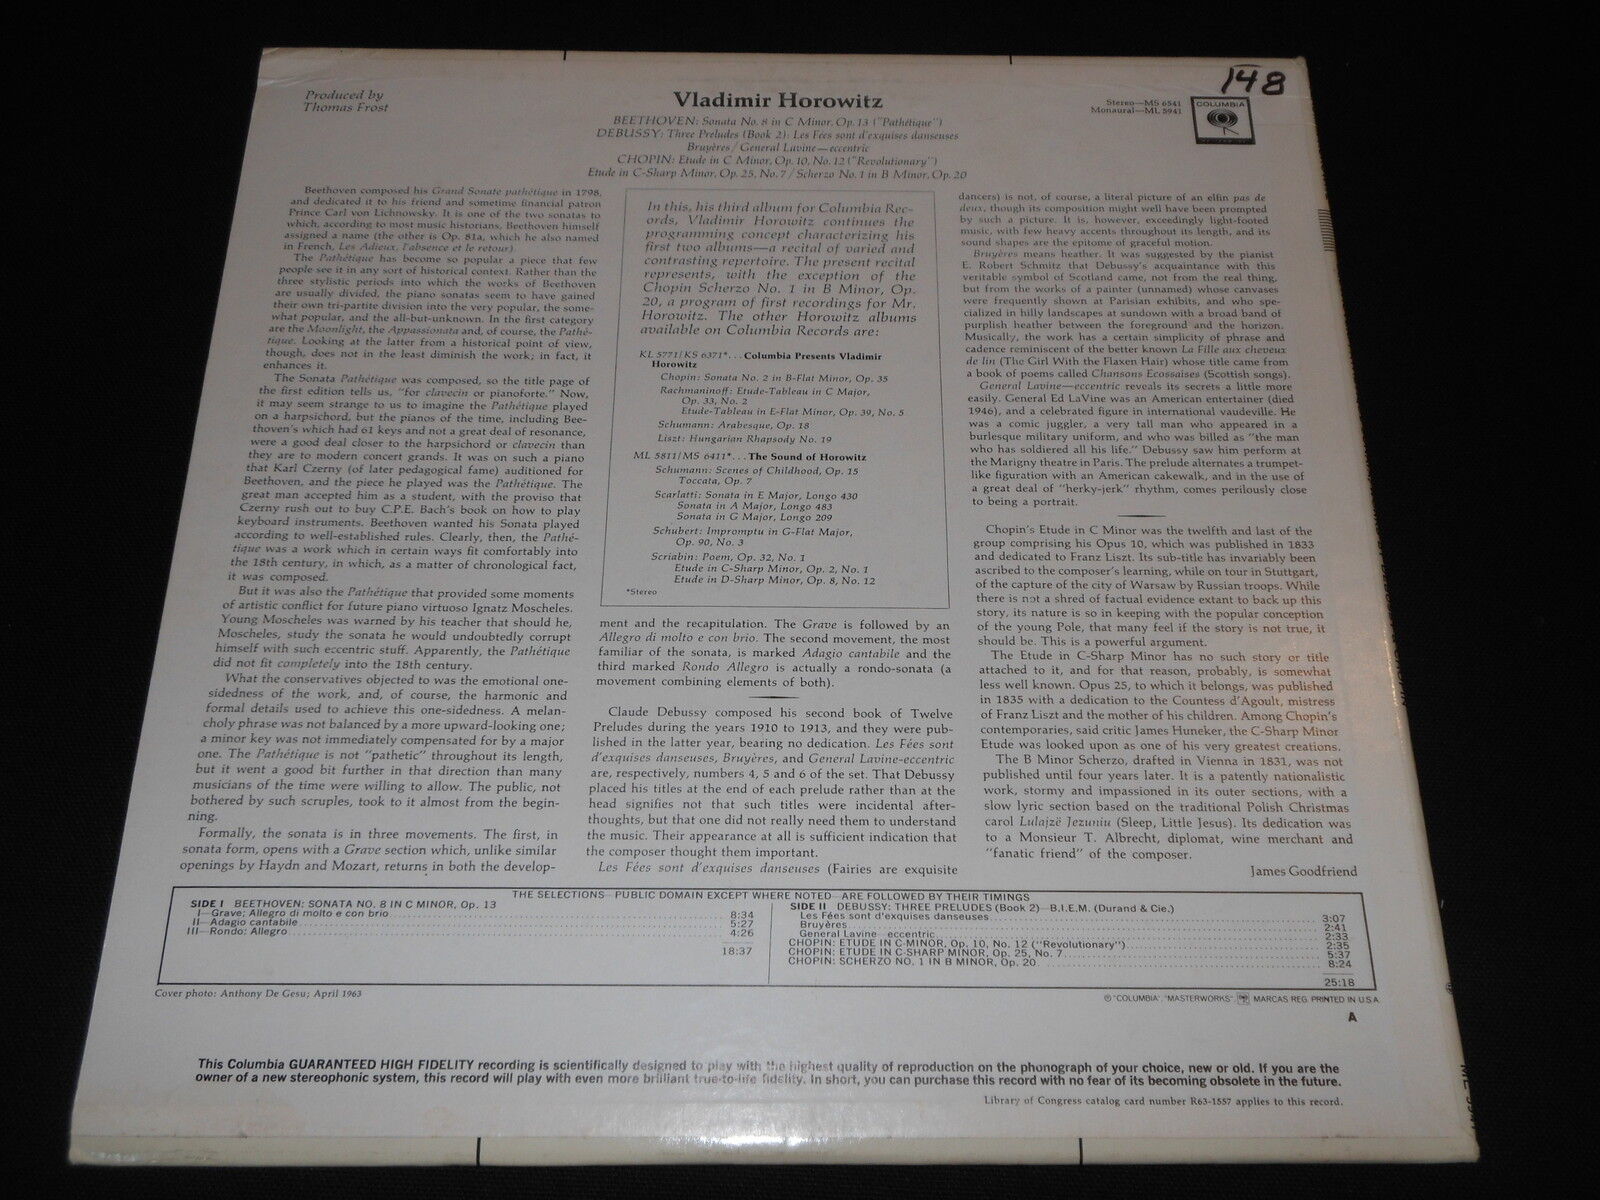 148
Produced by
Thomas Frost
Vladimir Horowitz
Stereo—MS 6541
Monaural—ML 5941
COLUMBIA
BEETHOVEN: Sonata No. 8 in C Minor, Op. 13 ("Pathétique")
DEBUSSY: Three Preludes (Book 2): Les Fées sont d'exquises danseuses
Bruyères/General Lavine—eccentric
CHOPIN: Etude in C Minor, Op. 10, No. 12 ("Revolutionary")
Etude in C-Sharp Minor, Op. 25, No. 7/Scherzo No. 1 in B Minor, Op. 20
Beethoven composed his Grand Sonate pathétique in 1798,
and dedicated it to his friend and sometime financial patron
Prince Carl von Lichnowsky. It is one of the two sonatas to
which, according to most music historians, Beethoven himself
assigned a name (the other is Op. 81a, which he also named
in French, Les Adieux, l'absence et le retour).
The Pathétique has become so popular a piece that few
people see it in any sort of historical context. Rather than the
three stylistic periods into which the works of Beethoven
are usually divided, the piano sonatas seem to have gained
their own tri-partite division into the very popular, the some-
what popular, and the all-but-unknown. In the first category
are the Moonlight, the Appassionata and, of course, the Pathé-
tique. Looking at the latter from a historical point of view,
though, does not in the least diminish the work; in fact, it
enhances it.
The Sonata Pathétique was composed, so the title page of
the first edition tells us, "for clavecin or pianoforte." Now,
it may seem strange to us to imagine the Pathétique played
on a harpsichord, but the pianos of the time, including Bee-
thoven's which had 61 keys and not a great deal of resonance,
were a good deal closer to the harpsichord or clavecin than
they are to modern concert grands. It was on such a piano
that Karl Czerny (of later pedagogical fame) auditioned for
Beethoven, and the piece he played was the Pathétique. The
great man accepted him as a student, with the proviso that
Czerny rush out to buy C.P.E. Bach's book on how to play
keyboard instruments. Beethoven wanted his Sonata played
according to well-established rules. Clearly, then, the Pathé-
tique was a work which in certain ways fit comfortably into
the 18th century, in which, as a matter of chronological fact,
it was composed.
But it was also the Pathétique that provided some moments
of artistic conflict for future piano virtuoso Ignatz Moscheles.
Young Moscheles was warned by his teacher that should he,
Moscheles, study the sonata he would undoubtedly corrupt
himself with such eccentric stuff. Apparently, the Pathétique
did not fit completely into the 18th century.
What the conservatives objected to was the emotional one-
sidedness of the work, and, of course, the harmonic and
formal details used to achieve this one-sidedness. A melan-
choly phrase was not balanced by a more upward-looking one;
a minor key was not immediately compensated for by a major
one. The Pathétique is not "pathetic" throughout its length,
but it went a good bit further in that direction than many
musicians of the time were willing to allow. The public, not
bothered by such scruples, took to it almost from the begin-
ning.
Formally, the sonata is in three movements. The first, in
sonata form, opens with a Grave section which, unlike similar
openings by Haydn and Mozart, returns in both the develop-
In this, his third album for Columbia Rec-
ords, Vladimir Horowitz continues the
programming concept characterizing his
first two albums—a recital of varied and
contrasting repertoire. The present recital
represents, with the exception of the
Chopin Scherzo No. 1 in B Minor, Op.
20, a program of first recordings for Mr.
Horowitz. The other Horowitz albums
available on Columbia Records are:
KL 5771/KS 6371*...Columbia Presents Vladimir
Horowitz
Chopin: Sonata No. 2 in B-Flat Minor, Op. 35
Rachmaninoff: Etude-Tableau in C Major,
Op. 33, No. 2
Etude-Tableau in E-Flat Minor, Op. 39, No. 5
Schumann: Arabesque, Op. 18
Liszt: Hungarian Rhapsody No. 19
ML 5811/MS 6411*...The Sound of Horowitz
Schumann: Scenes of Childhood, Op. 15
Toccata, Op. 7
Scarlatti: Sonata in E Major, Longo 430
Sonata in A Major, Longo 483
Sonata in G Major, Longo 209
Schubert: Impromptu in G-Flat Major,
Op. 90, No. 3
Scriabin: Poem, Op. 32, No. 1
Etude in C-Sharp Minor, Op. 2, No. 1
Etude in D-Sharp Minor, Op. 8, No. 12
*Stereo
ment and the recapitulation. The Grave is followed by an
Allegro di molto e con brio. The second movement, the most
familiar of the sonata, is marked Adagio cantabile and the
third marked Rondo Allegro is actually a rondo-sonata (a
movement combining elements of both).
Claude Debussy composed his second book of Twelve
Preludes during the years 1910 to 1913, and they were pub-
lished in the latter year, bearing no dedication. Les Fées sont
d'exquises danseuses, Bruyères, and General Lavine-eccentric
are, respectively, numbers 4, 5 and 6 of the set. That Debussy
placed his titles at the end of each prelude rather than at the
head signifies not that such titles were incidental after-
thoughts, but that one did not really need them to understand
the music. Their appearance at all is sufficient indication that
the composer thought them important.
Les Fées sont d'exquises danseuses (Fairies are exquisite
dancers) is not, of course, a literal picture of an elfin pas de
deux, though its composition might well have been prompted
by such a picture. It is, however, exceedingly light-footed
music, with few heavy accents throughout its length, and its
sound shapes are the epitome of graceful motion.
Bruyères means heather. It was suggested by the pianist
E. Robert Schmitz that Debussy's acquaintance with this
veritable symbol of Scotland came, not from the real thing,
but from the works of a painter (unnamed) whose canvases
were frequently shown at Parisian exhibits, and who spe-
cialized in hilly landscapes at sundown with a broad band of
purplish heather between the foreground and the horizon.
Musically, the work has a certain simplicity of phrase and
cadence reminiscent of the better known La Fille aux cheveux
de lin (The Girl With the Flaxen Hair) whose title came from
a book of poems called Chansons Ecossaises (Scottish songs).
General Lavine—eccentric reveals its secrets a little more
easily. General Ed LaVine was an American entertainer (died
1946), and a celebrated figure in international vaudeville. He
was a comic juggler, a very tall man who appeared in a
burlesque military uniform, and who was billed as "the man
who has soldiered all his life." Debussy saw him perform at
the Marigny theatre in Paris. The prelude alternates a trumpet-
like figuration with an American cakewalk, and in the use of
a great deal of "herky-jerk" rhythm, comes perilously close
to being a portrait.
Chopin's Etude in C Minor was the twelfth and last of the
group comprising his Opus 10, which was published in 1833
and dedicated to Franz Liszt. Its sub-title has invariably been
ascribed to the composer's learning, while on tour in Stuttgart,
of the capture of the city of Warsaw by Russian troops. While
there is not a shred of factual evidence extant to back up this
story, its nature is so in keeping with the popular conception
of the young Pole, that many feel if the story is not true, it
should be. This is a powerful argument.
The Etude in C-Sharp Minor has no such story or title
attached to it, and for that reason, probably, is somewhat
less well known. Opus 25, to which it belongs, was published
in 1835 with a dedication to the Countess d'Agoult, mistress
of Franz Liszt and the mother of his children. Among Chopin's
contemporaries, said critic James Huneker, the C-Sharp Minor
Etude was looked upon as one of his very greatest creations.
The B Minor Scherzo, drafted in Vienna in 1831, was not
published until four years later. It is a patently nationalistic
work, stormy and impassioned in its outer sections, with a
slow lyric section based on the traditional Polish Christmas
carol Lulajzé Jezuniu (Sleep, Little Jesus). Its dedication was
to a Monsieur T. Albrecht, diplomat, wine merchant and
"fanatic friend" of the composer.
James Goodfriend
THE SELECTIONS—PUBLIC DOMAIN EXCEPT WHERE NOTED—ARE FOLLOWED BY THEIR TIMINGS
SIDE I BEETHOVEN: SONATA NO. 8 IN C MINOR, Op. 13
I—Grave; Allegro di molto e con brio 8:34
II—Adagio cantabile 5:27
III—Rondo: Allegro 4:26
18:37
SIDE II DEBUSSY: THREE PRELUDES (Book 2)—B.I.E.M. (Durand & Cie.)
Les Fées sont d'exquises danseuses 3:07
Bruyères 2:41
General Lavine—eccentric 2:33
CHOPIN: ETUDE IN C-MINOR, Op. 10, No. 12 ("Revolutionary") 2:35
CHOPIN: ETUDE IN C-SHARP MINOR, Op. 25, No. 7 5:37
CHOPIN: SCHERZO NO. 1 IN B MINOR, Op. 20 8:24
25:18
Cover photo: Anthony De Gesu; April 1963
® "COLUMBIA", "MASTERWORKS", MARCAS REG. PRINTED IN U.S.A.
A
This Columbia GUARANTEED HIGH FIDELITY recording is scientifically designed to play with the highest quality of reproduction on the phonograph of your choice, new or old. If you are the
owner of a new stereophonic system, this record will play with even more brilliant true-to-life fidelity. In short, you can purchase this record with no fear of its becoming obsolete in the future.
Library of Congress catalog card number R63-1557 applies to this record.